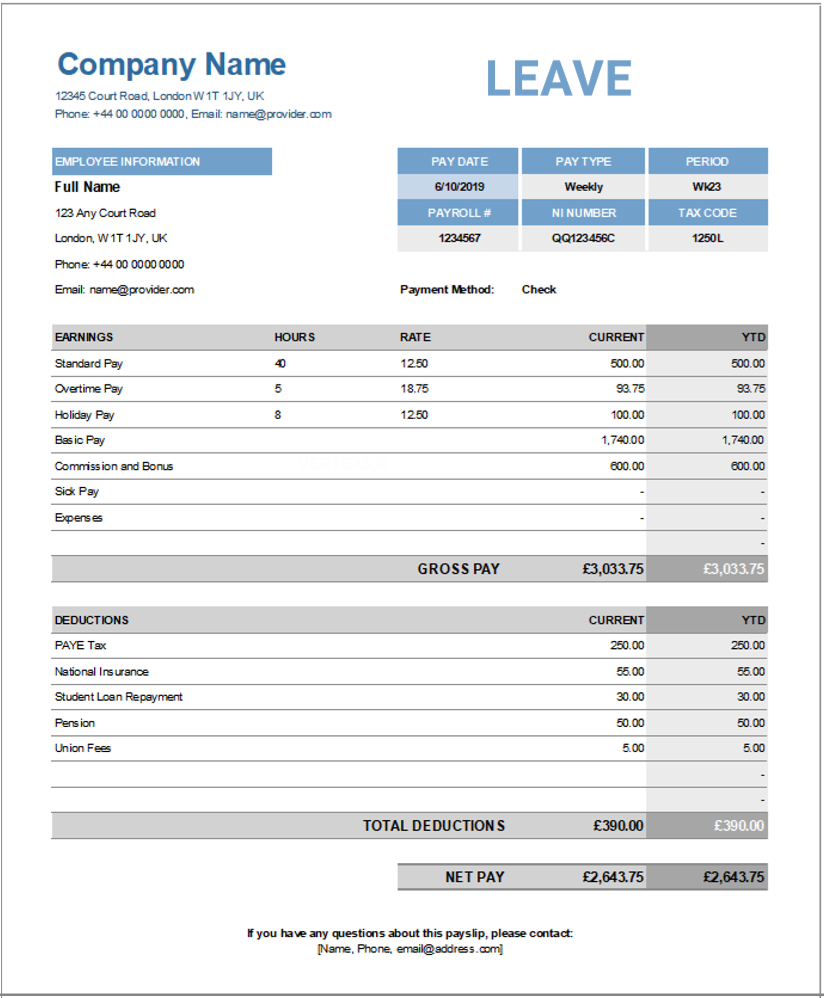 Company Name
LEAVE
12345 Court Road, London W1T 1JY, UK
Phone: +44 00 0000 0000, Email: name@provider.com
EMPLOYEE INFORMATION PAY DATE PAY TYPE PERIOD
Full Name 6/10/2019 Weekly Wk23
123 Any Court Road PAYROLL # NI NUMBER TAX CODE
London, W1T 1JY, UK 1234567 QQ123456C 1250L
Phone: +44 00 0000 0000
Email: name@provider.com Payment Method: Check
EARNINGS HOURS RATE CURRENT YTD
Standard Pay 40 12.50 500.00 500.00
Overtime Pay 5 18.75 93.75 93.75
Holiday Pay 8 12.50 100.00 100.00
Basic Pay 1,740.00 1,740.00
Commission and Bonus 600.00 600.00
Sick Pay - -
Expenses - -
-
GROSS PAY £3,033.75 £3,033.75
DEDUCTIONS CURRENT YTD
PAYE Tax 250.00 250.00
National Insurance 55.00 55.00
Student Loan Repayment 30.00 30.00
Pension 50.00 50.00
Union Fees 5.00 5.00
-
-
TOTAL DEDUCTIONS £390.00 £390.00
NET PAY £2,643.75 £2,643.75
If you have any questions about this payslip, please contact:
[Name, Phone, email@address.com]